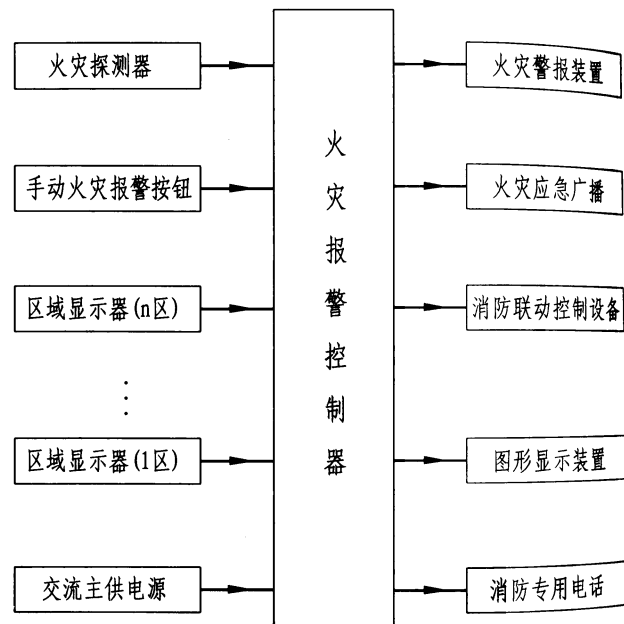 火灾探测器
手动火灾报警按钮
区域显示器(n区)
区域显示器(1区)
交流主供电源
火灾报警控制器
火灾警报装置
火灾应急广播
消防联动控制设备
图形显示装置
消防专用电话